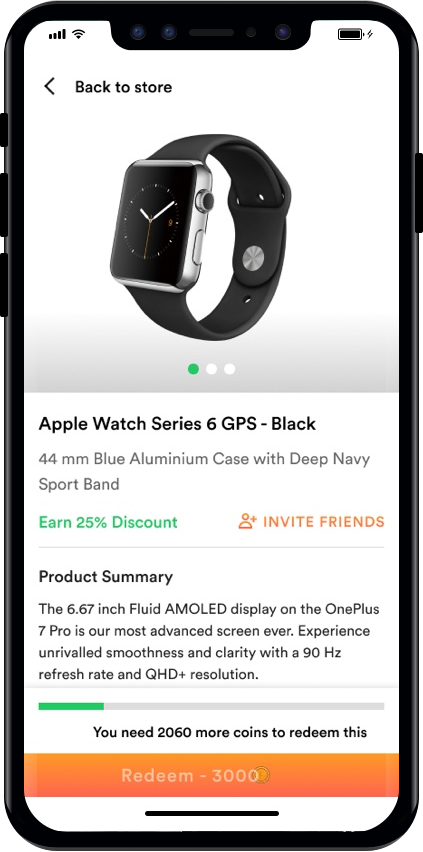 Back to store
Apple Watch Series 6 GPS - Black
44 mm Blue Aluminium Case with Deep Navy
Sport Band
Earn 25% Discount
INVITE FRIENDS
Product Summary
The 6.67 inch Fluid AMOLED display on the OnePlus
7 Pro is our most advanced screen ever. Experience
unrivalled smoothness and clarity with a 90 Hz
refresh rate and QHD+ resolution.
You need 2060 more coins to redeem this
Redeem - 3000